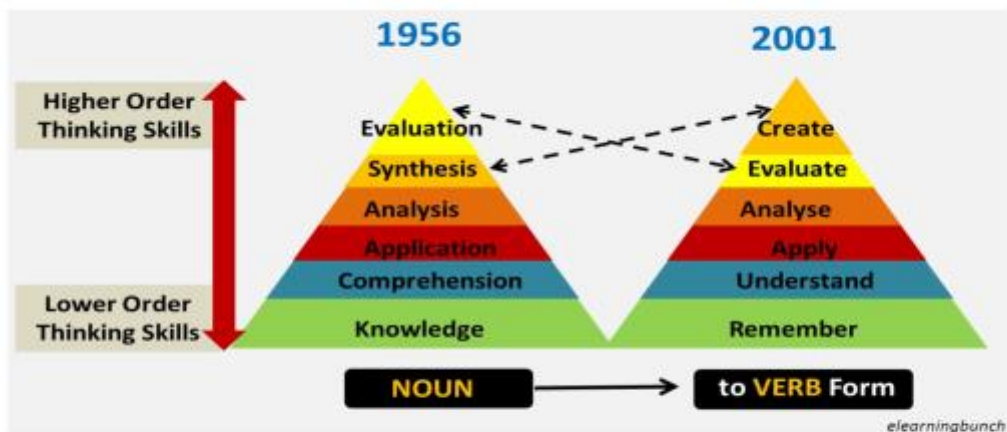 1956
2001
Higher Order
Thinking Skills
Lower Order
Thinking Skills
Evaluation
Synthesis
Analysis
Application
Comprehension
Knowledge
Create
Evaluate
Analyse
Apply
Understand
Remember
NOUN
to VERB Form
elearningbunch